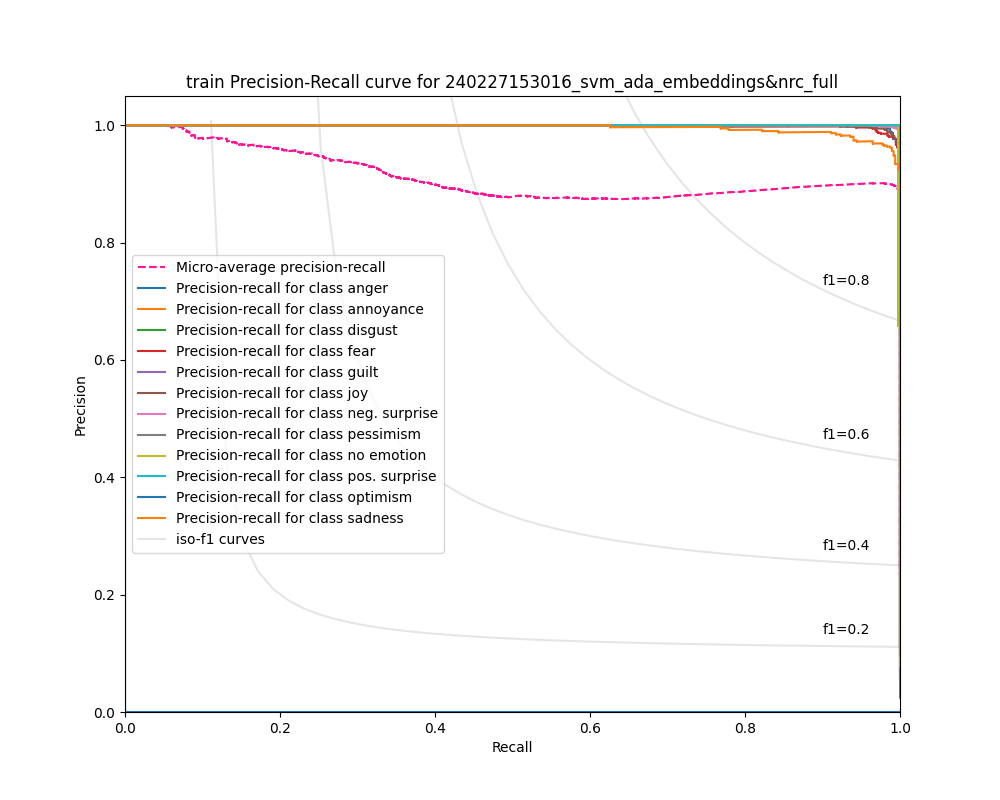 train Precision-Recall curve for 240227153016_svm_ada_embeddings&nrc_full
1.0
0.8
0.6
0.4
0.2
0.0
Precision
Micro-average precision-recall
Precision-recall for class anger
Precision-recall for class annoyance
Precision-recall for class disgust
Precision-recall for class fear
Precision-recall for class guilt
Precision-recall for class joy
Precision-recall for class neg. surprise
Precision-recall for class pessimism
Precision-recall for class no emotion
Precision-recall for class pos. surprise
Precision-recall for class optimism
Precision-recall for class sadness
iso-f1 curves
f1=0.8
f1=0.6
f1=0.4
f1=0.2
0.0 0.2 0.4 0.6 0.8 1.0
Recall